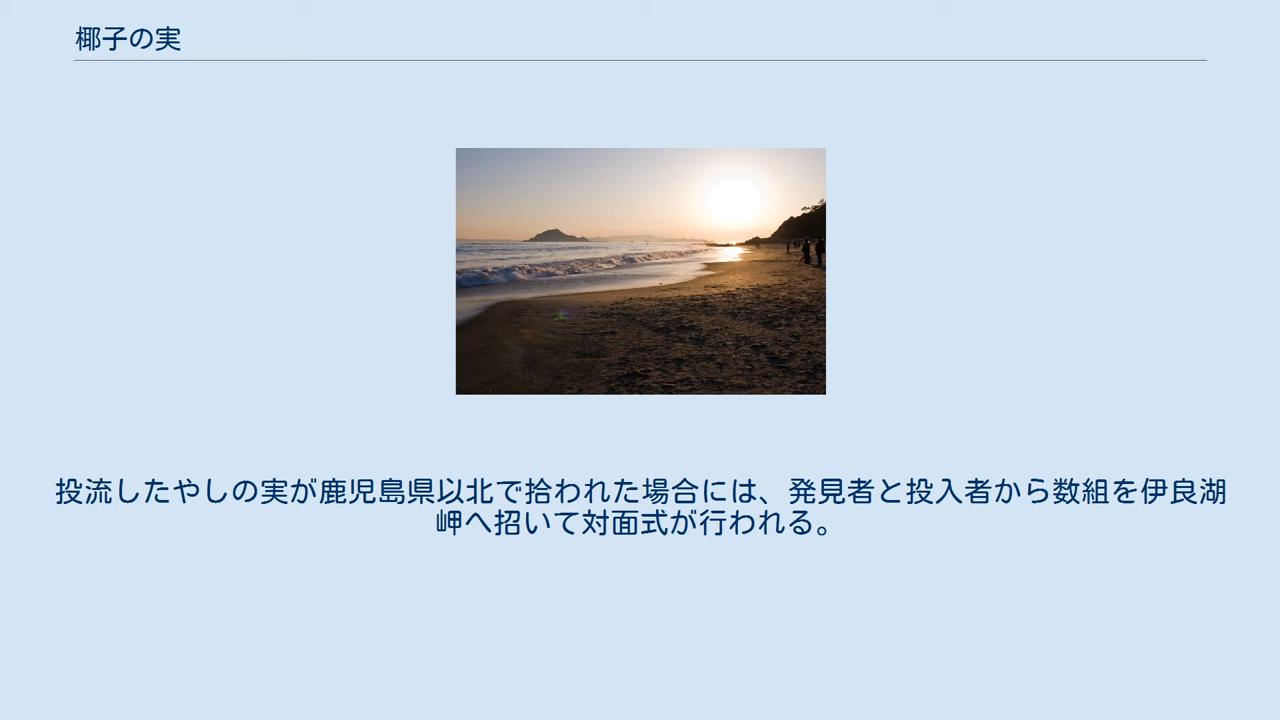 椰子の実
投流したやしの実が鹿児島県以北で拾われた場合には、発見者と投入者から数組を伊良湖
岬へ招いて対面式が行われる。